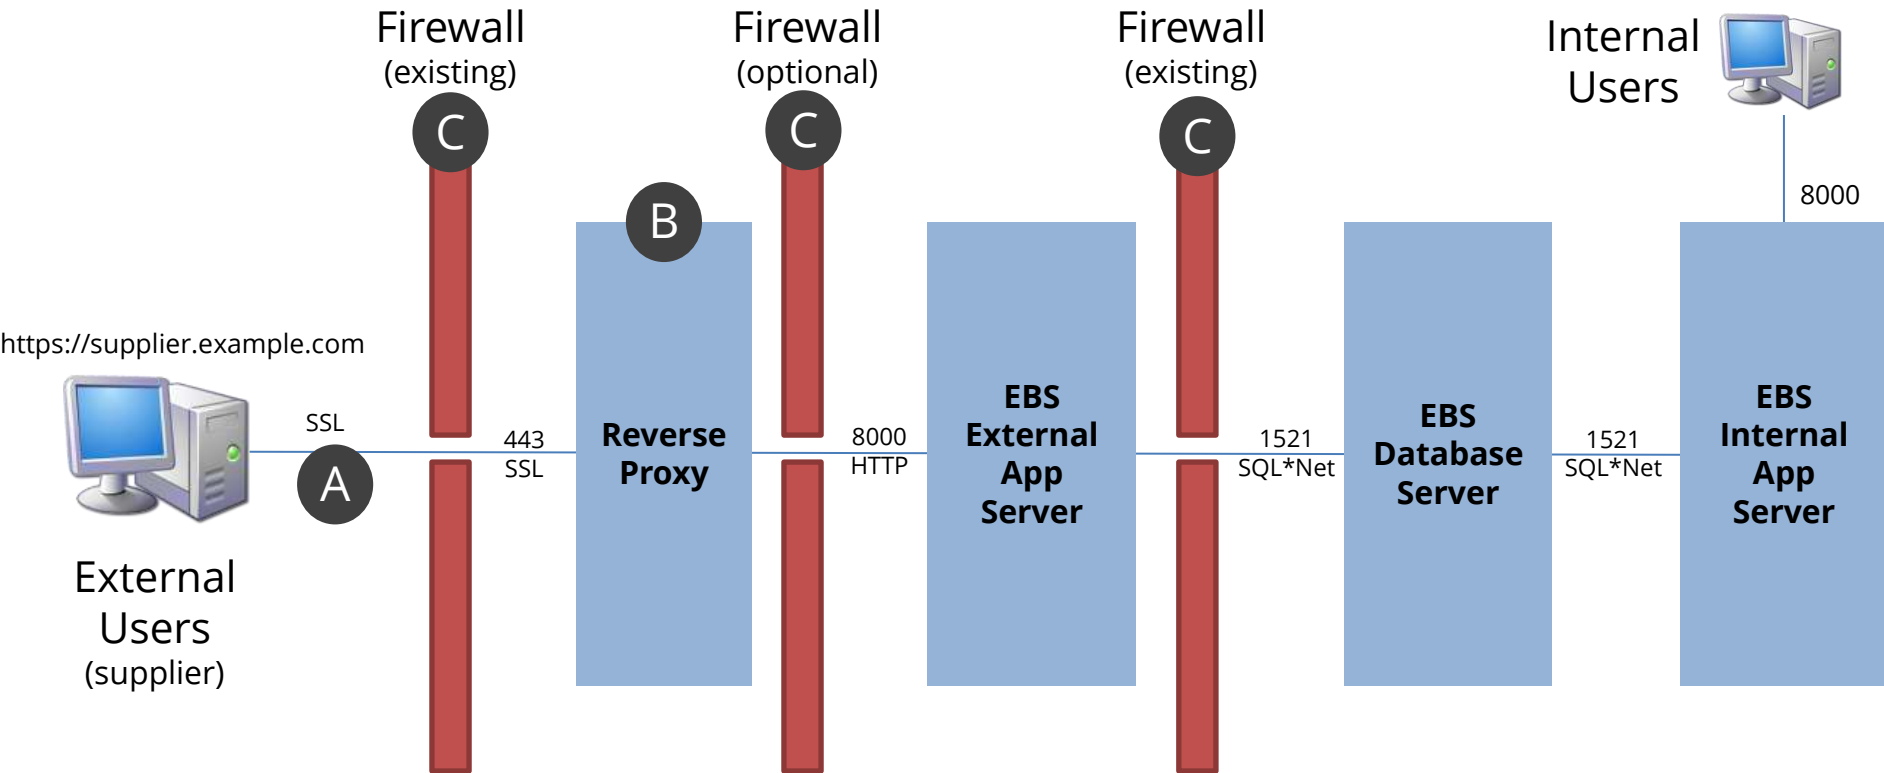 Firewall
(existing)
C
Firewall
(optional)
C
Firewall
(existing)
C
Internal
Users
8000
B
https://supplier.example.com
SSL
A
External
Users
(supplier)
443
SSL
Reverse
Proxy
8000
HTTP
EBS
External
App
Server
1521
SQL*Net
EBS
Database
Server
1521
SQL*Net
EBS
Internal
App
Server